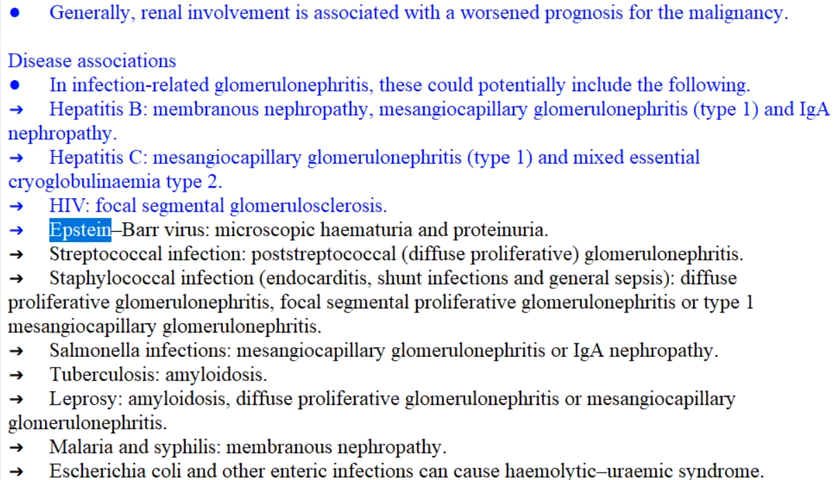 ● Generally, renal involvement is associated with a worsened prognosis for the malignancy.
Disease associations
● In infection-related glomerulonephritis, these could potentially include the following.
➔ Hepatitis B: membranous nephropathy, mesangiocapillary glomerulonephritis (type 1) and IgA
nephropathy.
➔ Hepatitis C: mesangiocapillary glomerulonephritis (type 1) and mixed essential
cryoglobulinaemia type 2.
➔ HIV: focal segmental glomerulosclerosis.
➔ Epstein–Barr virus: microscopic haematuria and proteinuria.
➔ Streptococcal infection: poststreptococcal (diffuse proliferative) glomerulonephritis.
➔ Staphylococcal infection (endocarditis, shunt infections and general sepsis): diffuse
proliferative glomerulonephritis, focal segmental proliferative glomerulonephritis or type 1
mesangiocapillary glomerulonephritis.
➔ Salmonella infections: mesangiocapillary glomerulonephritis or IgA nephropathy.
➔ Tuberculosis: amyloidosis.
➔ Leprosy: amyloidosis, diffuse proliferative glomerulonephritis or mesangiocapillary
glomerulonephritis.
➔ Malaria and syphilis: membranous nephropathy.
➔ Escherichia coli and other enteric infections can cause haemolytic–uraemic syndrome.